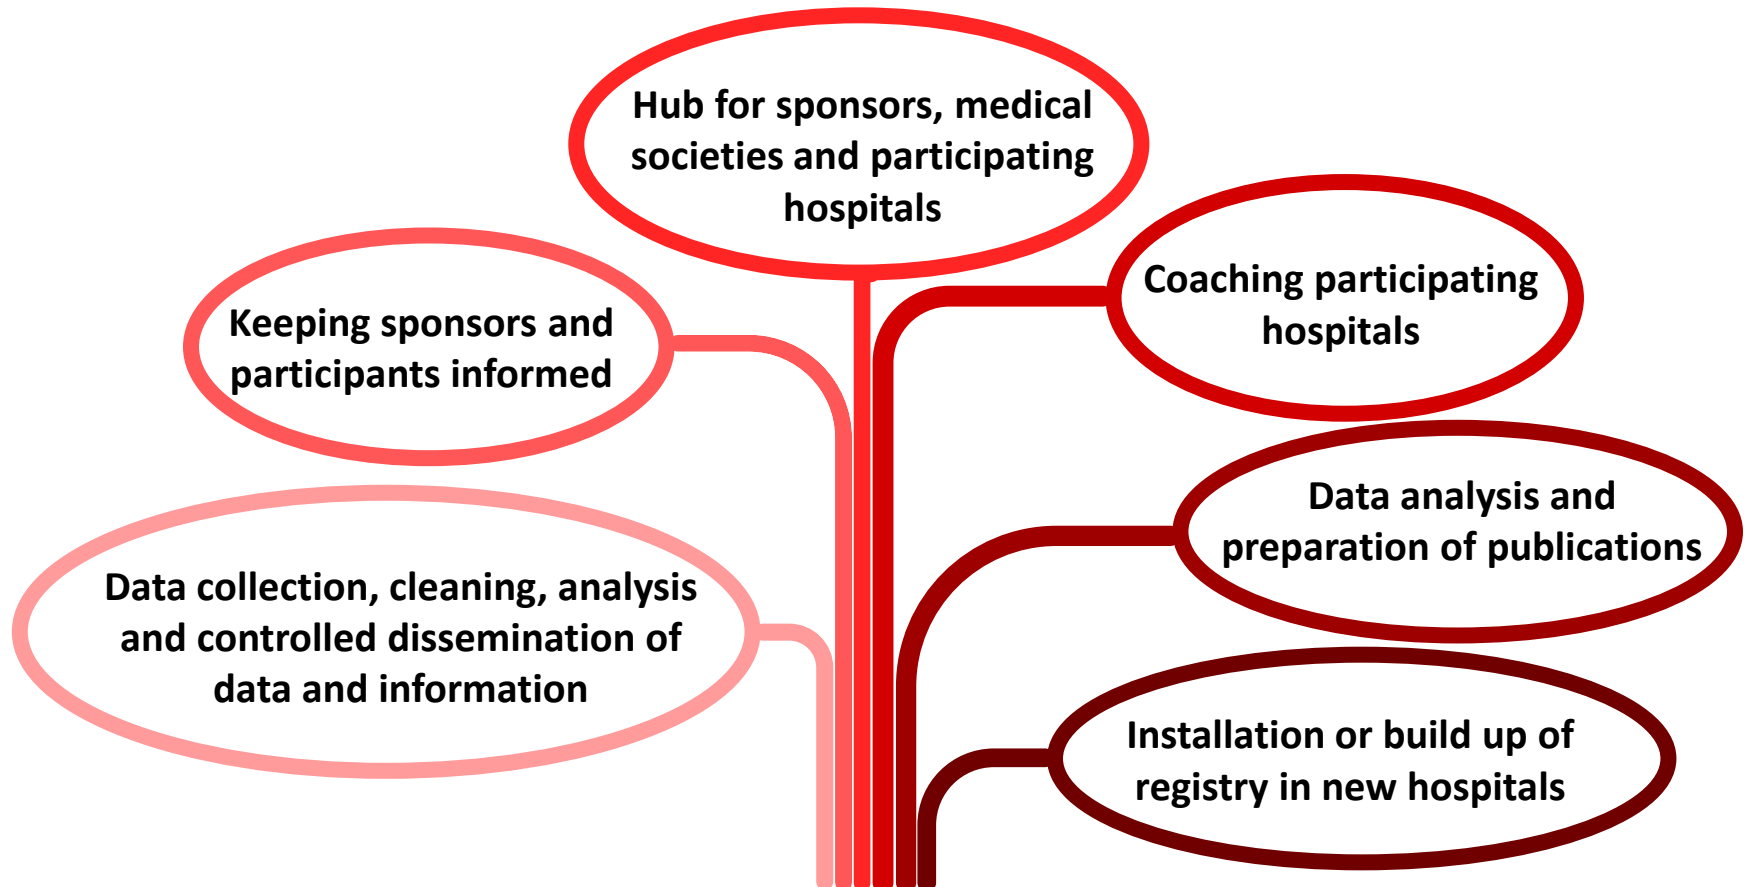 Hub for sponsors, medical
societies and participating
hospitals
Keeping sponsors and
participants informed
Coaching participating
hospitals
Data collection, cleaning, analysis
and controlled dissemination of
data and information
Data analysis and
preparation of publications
Installation or build up of
registry in new hospitals